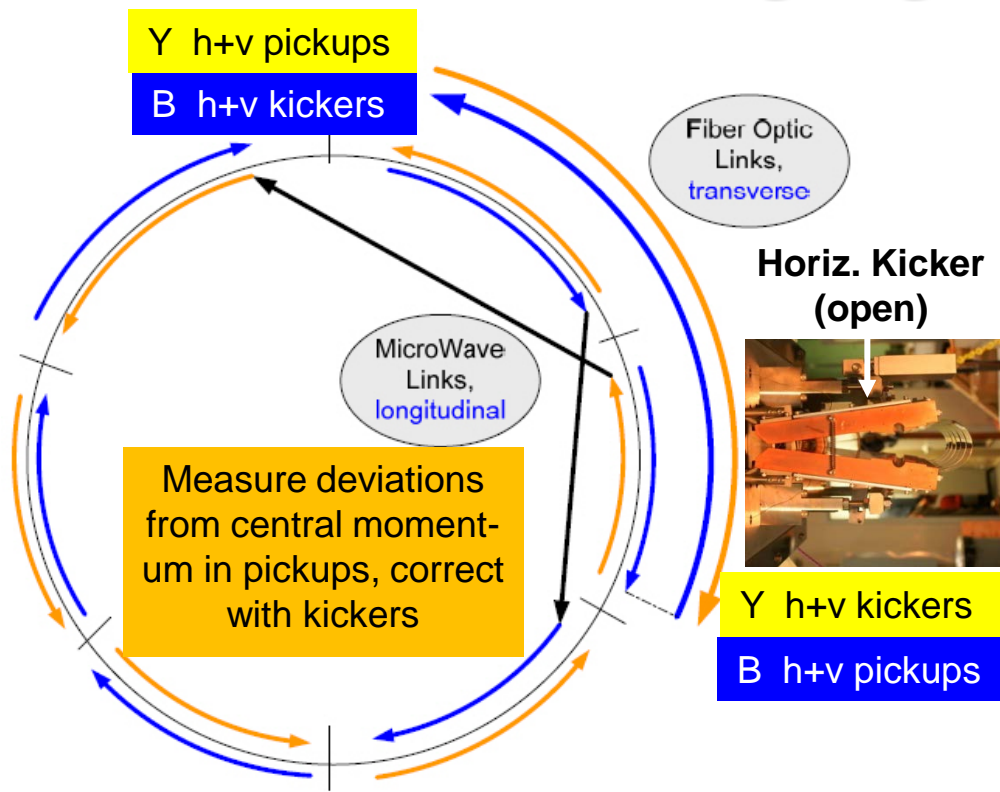 Y h+v pickups
B h+v kickers
Fiber Optic
Links,
transverse
Horiz. Kicker
(open)
MicroWave
Links,
longitudinal
Measure deviations
from central moment-
um in pickups, correct
with kickers
Y h+v kickers
B h+v pickups